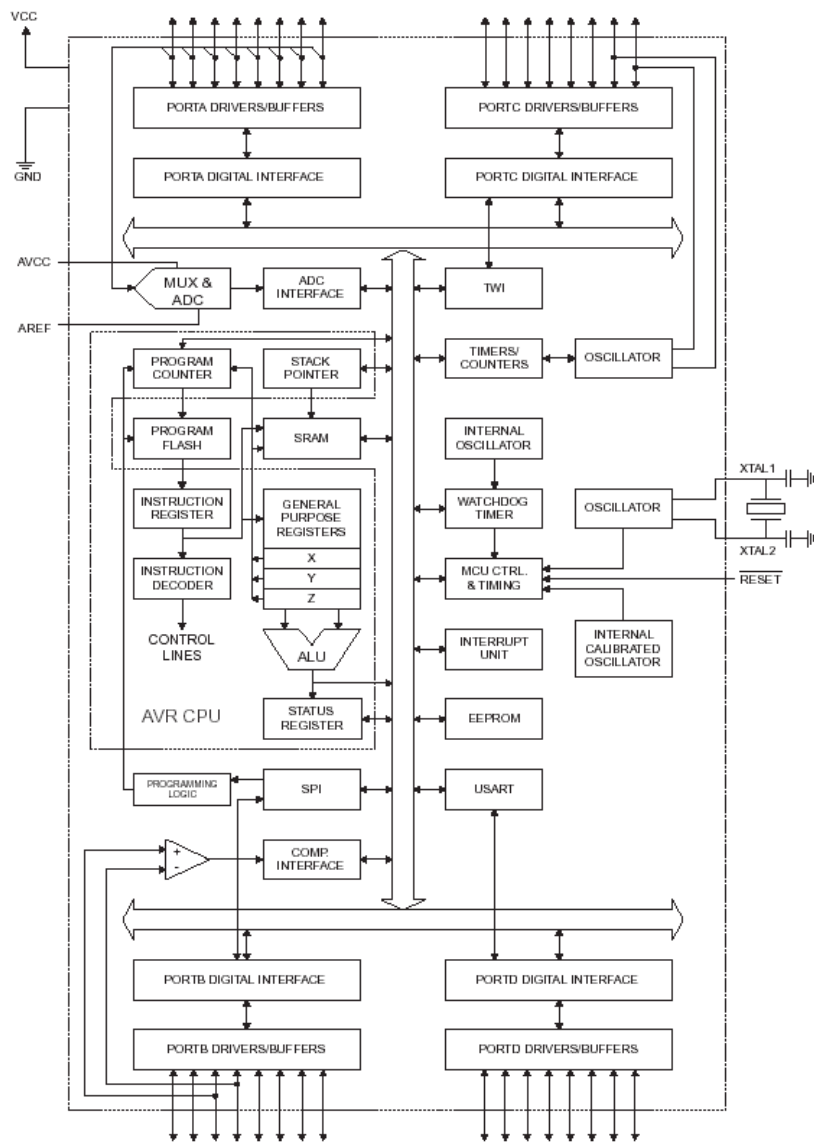 VCC
GND
PORTA DRIVERS/BUFFERS
PORTC DRIVERS/BUFFERS
PORTA DIGITAL INTERFACE
PORTC DIGITAL INTERFACE
AVCC
MUX &
ADC
ADC
INTERFACE
TWI
AREF
PROGRAM
COUNTER
STACK
POINTER
TIMERS/
COUNTERS
OSCILLATOR
PROGRAM
FLASH
SRAM
INTERNAL
OSCILLATOR
XTAL1
INSTRUCTION
REGISTER
GENERAL
PURPOSE
REGISTERS
WATCHDOG
TIMER
OSCILLATOR
XTAL2
X
INSTRUCTION
DECODER
Y
Z
MCU CTRL.
& TIMING
RESET
CONTROL
LINES
ALU
INTERRUPT
UNIT
INTERNAL
CALIBRATED
OSCILLATOR
AVR CPU
STATUS
REGISTER
EEPROM
PROGRAMMING
LOGIC
SPI
USART
+
-
COMP.
INTERFACE
PORTB DIGITAL INTERFACE
PORTD DIGITAL INTERFACE
PORTB DRIVERS/BUFFERS
PORTD DRIVERS/BUFFERS